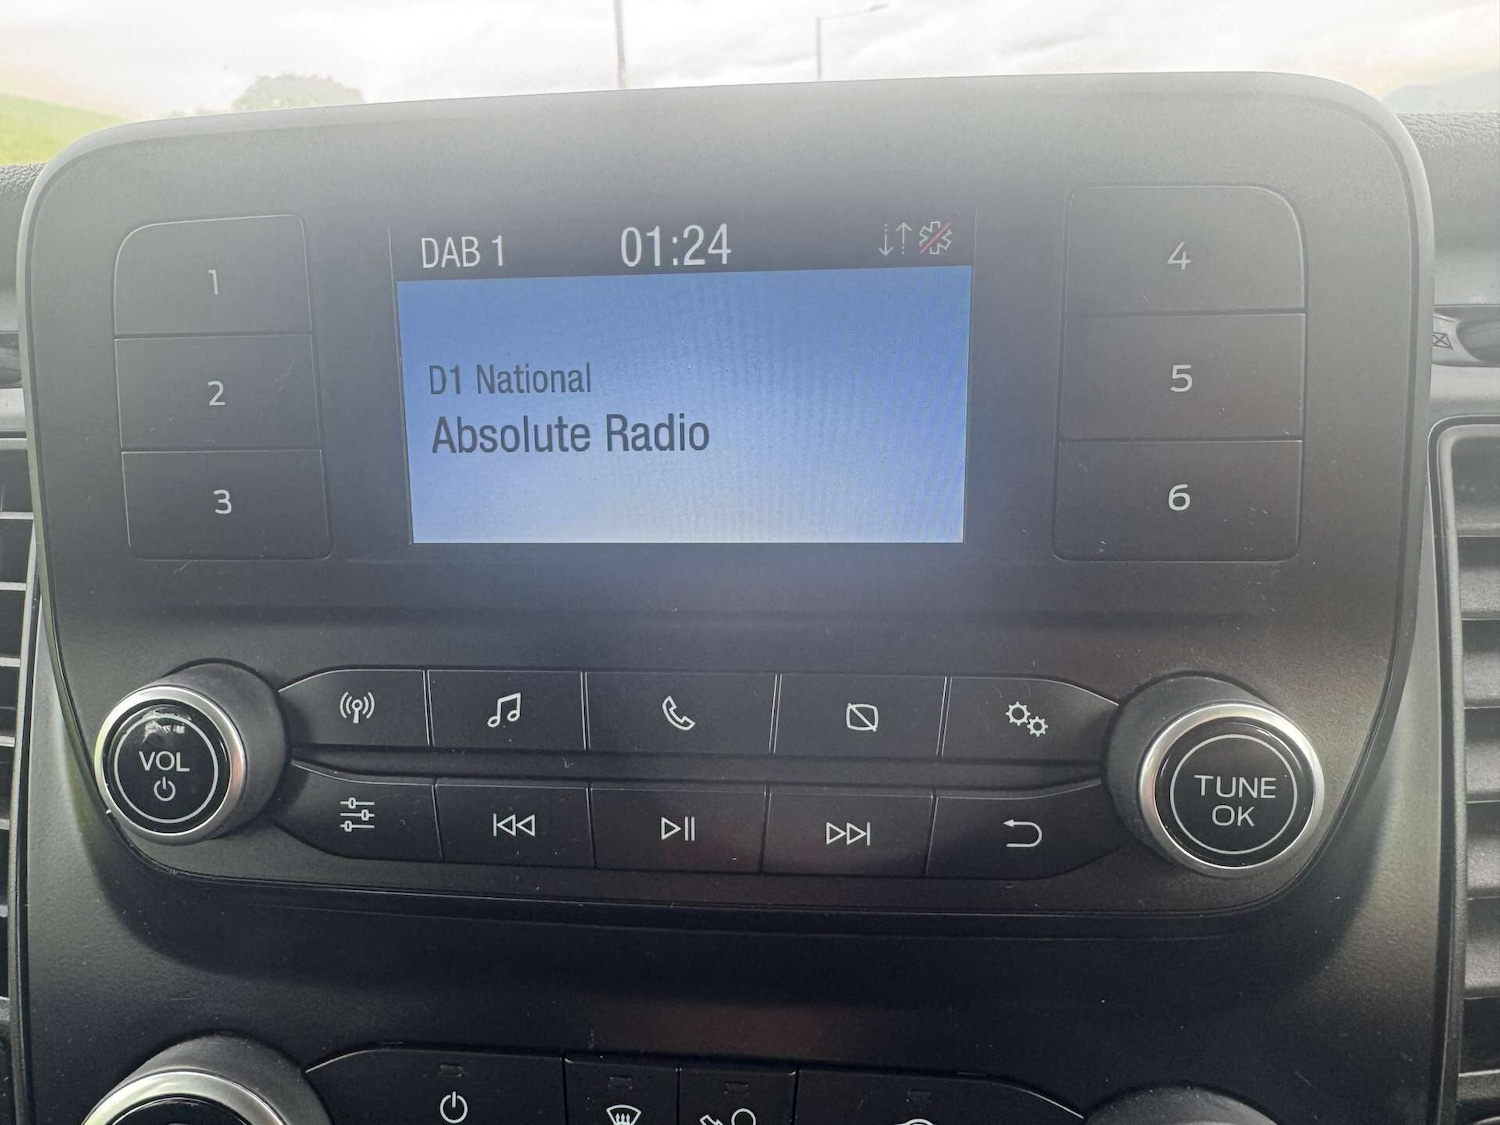 DAB 1 01:24
D1 National
Absolute Radio
1
2
3
4
5
6
VOL
TUNE
OK